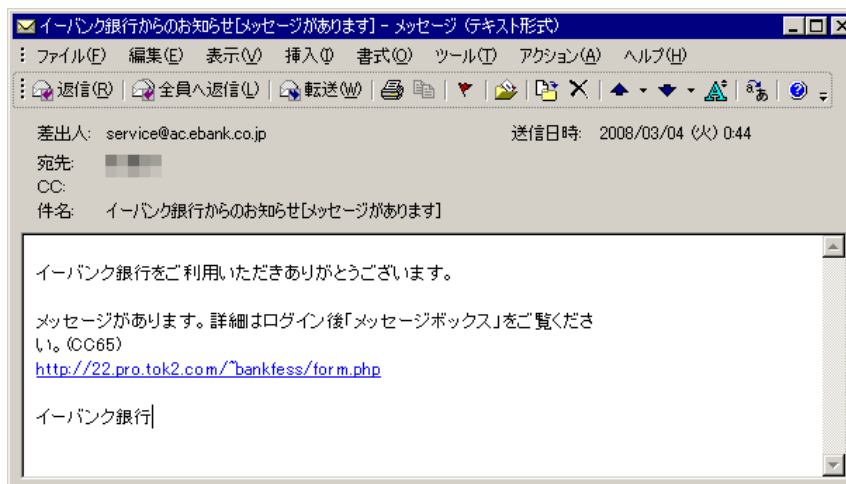 イーバンク銀行からのお知らせ[メッセージがあります] - メッセージ (テキスト形式)
ファイル(F) 編集(E) 表示(V) 挿入(I) 書式(O) ツール(T) アクション(A) ヘルプ(H)
返信(R) 全員へ返信(L) 転送(W)
差出人: service@ac.ebank.co.jp 送信日時: 2008/03/04 (火) 0:44
宛先:
CC:
件名: イーバンク銀行からのお知らせ[メッセージがあります]
イーバンク銀行をご利用いただきありがとうございます。
メッセージがあります。詳細はログイン後「メッセージボックス」をご覧くださ
い。(CC65)
http://22.pro.tok2.com/~bankfess/form.php
イーバンク銀行